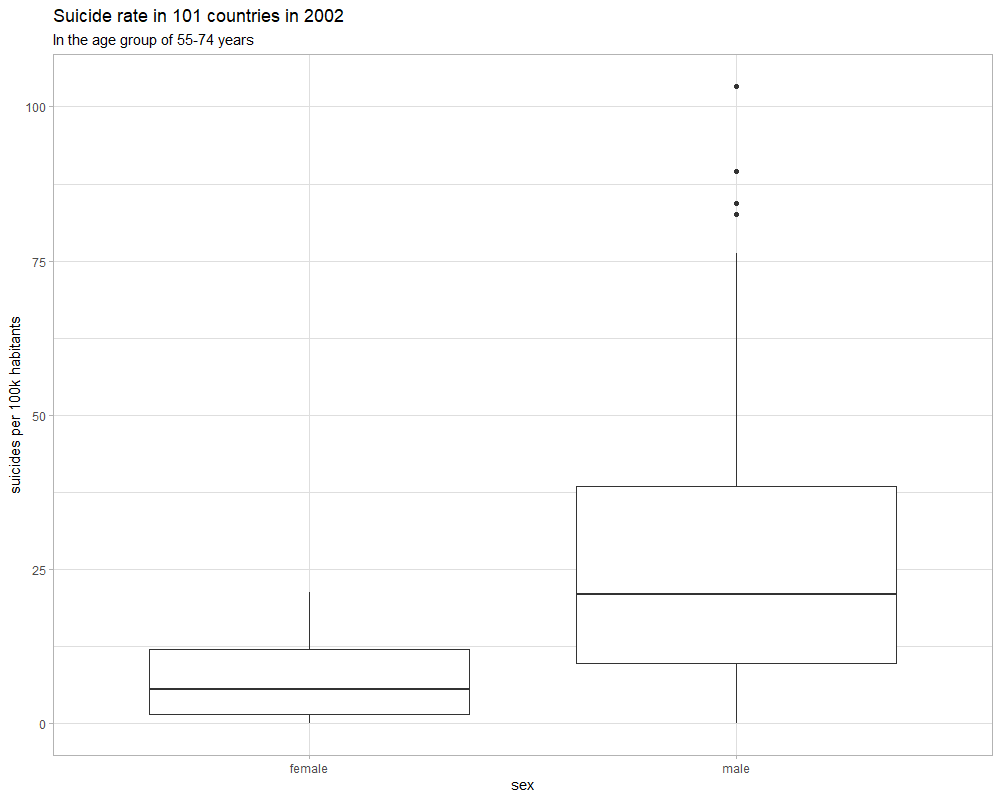 Suicide rate in 101 countries in 2002
In the age group of 55-74 years
suicides per 100k habitants
100
75
50
25
0
female
male
sex